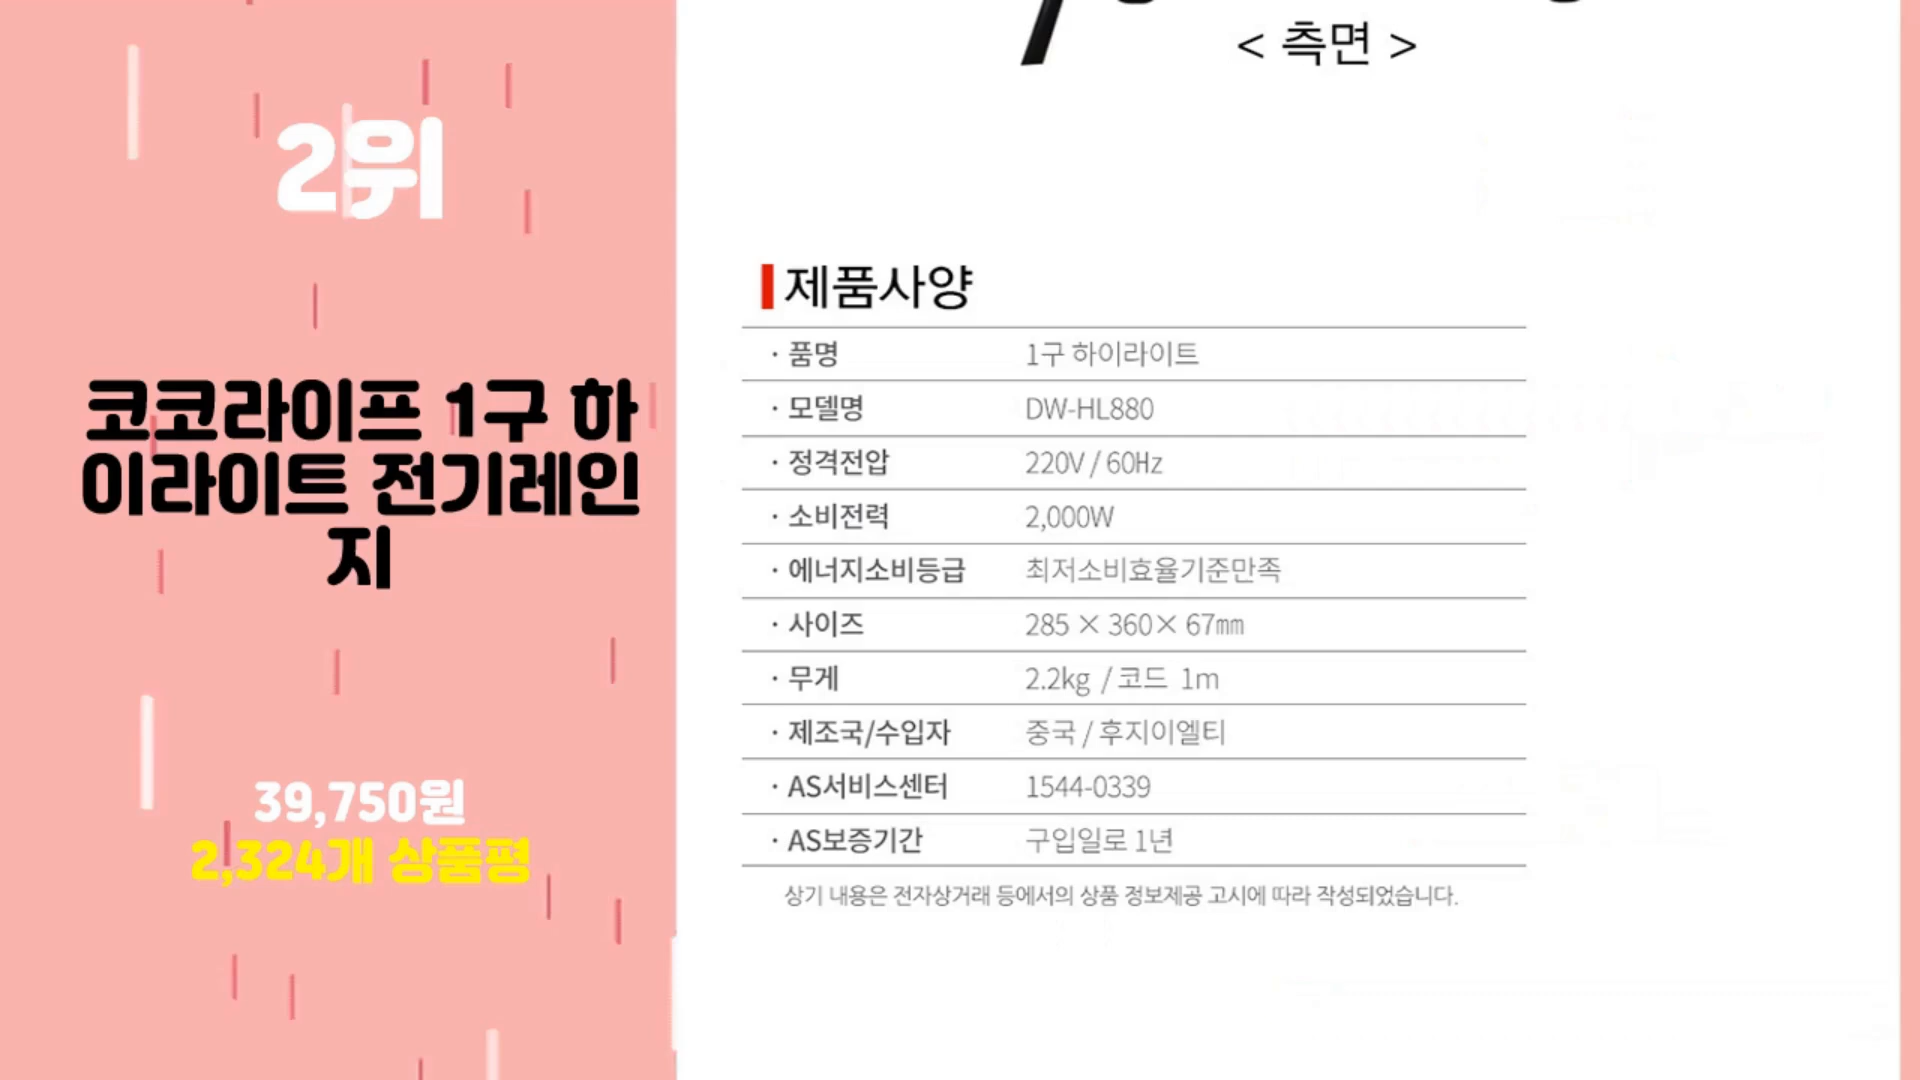 2위
코코라이프 1구 하
이라이트 전기레인
지
39,750원
2,324개 상품평
< 측면 >
제품사양
· 품명 1구 하이라이트
· 모델명 DW-HL880
· 정격전압 220V / 60Hz
· 소비전력 2,000W
· 에너지소비등급 최저소비효율기준만족
· 사이즈 285 × 360× 67㎜
· 무게 2.2kg / 코드 1m
· 제조국/수입자 중국 / 후지이엘티
· AS서비스센터 1544-0339
· AS보증기간 구입일로 1년
상기 내용은 전자상거래 등에서의 상품 정보제공 고시에 따라 작성되었습니다.